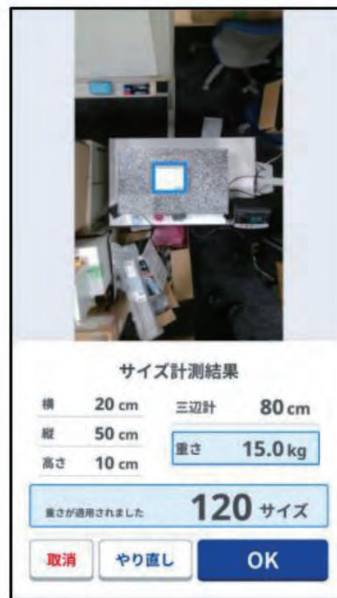 サイズ計測結果
横 20 cm 三辺計 80 cm
縦 50 cm
重さ 15.0 kg
高さ 10 cm
重さが適用されました 120 サイズ
取消 やり直し OK